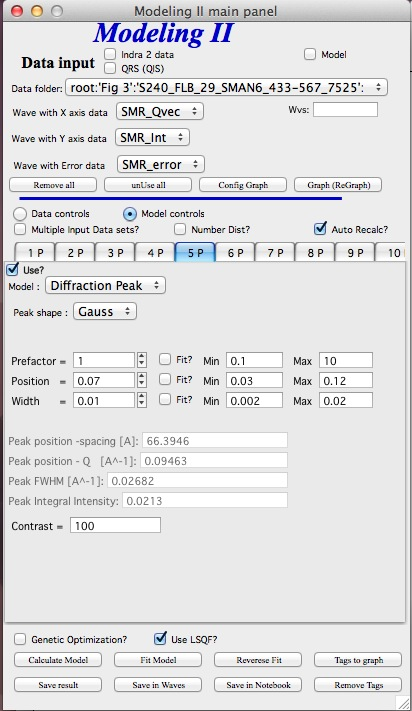 Modeling II main panel
Modeling II
Data input
Indra 2 data
Model
QRS (QIS)
Data folder: root:'Fig 3':'S240_FLB_29_SMAN6_433-567_7525':
Wave with X axis data SMR_Qvec Wvs:
Wave with Y axis data SMR_Int
Wave with Error data SMR_error
Remove all unUse all Config Graph Graph (ReGraph)
Data controls Model controls
Multiple Input Data sets? Number Dist? Auto Recalc?
1 P 2 P 3 P 4 P 5 P 6 P 7 P 8 P 9 P 10 P
Use?
Model : Diffraction Peak
Peak shape : Gauss
Prefactor = 1 Fit? Min 0.1 Max 10
Position = 0.07 Fit? Min 0.03 Max 0.12
Width = 0.01 Fit? Min 0.002 Max 0.02
Peak position -spacing [A]: 66.3946
Peak position - Q [A^-1]: 0.09463
Peak FWHM [A^-1]: 0.02682
Peak Integral Intensity: 0.0213
Contrast = 100
Genetic Optimization? Use LSQF?
Calculate Model Fit Model Reverese Fit Tags to graph
Save result Save in Waves Save in Notebook Remove Tags